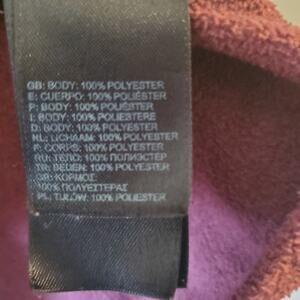 GB: BODY: 100% POLYESTER
E: CUERPO: 100% POLIÉSTER
P: BODY: 100% POLIÉSTER
I: BODY: 100% POLIESTERE
D: BODY: 100% POLYESTER
NL: LICHAAM: 100% POLYESTER
F: CORPS: 100% POLYESTER
RU: ТЕЛО: 100% ПОЛИЭСТЕР
TR: BEDEN: 100% POLYESTER
GR: ΚΟΡΜΟΣ:
100% ΠΟΛΥΕΣΤΕΡΑΣ
PL: TUŁÓW: 100% POLIESTER